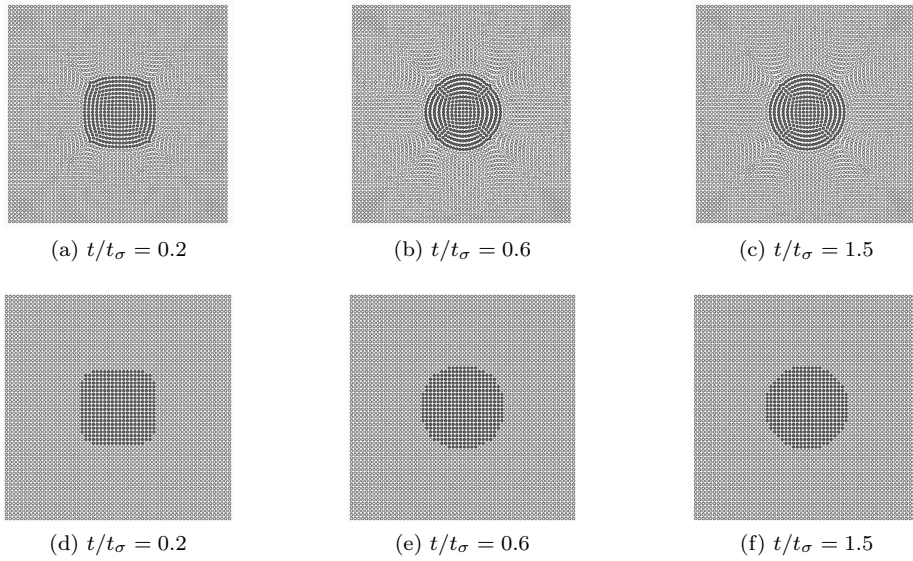 (a) t/tσ = 0.2
(b) t/tσ = 0.6
(c) t/tσ = 1.5
(d) t/tσ = 0.2
(e) t/tσ = 0.6
(f) t/tσ = 1.5